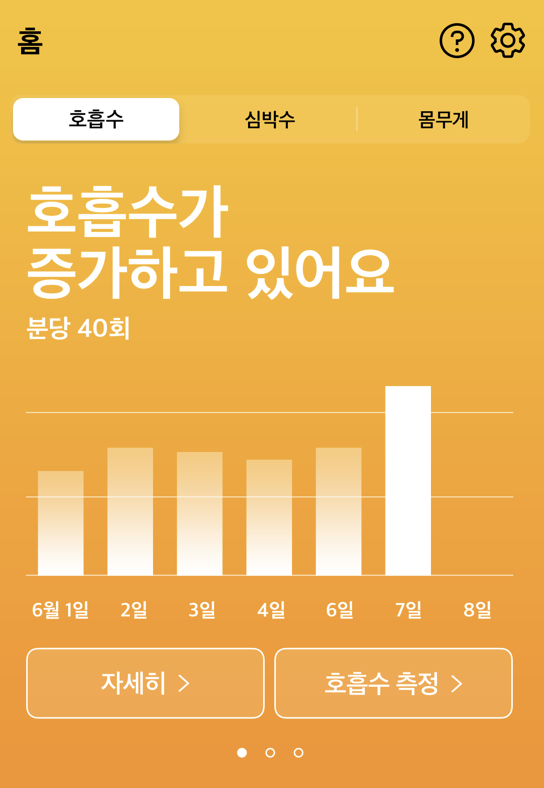 홈
호흡수 심박수 몸무게
호흡수가
증가하고 있어요
분당 40회
6월 1일 2일 3일 4일 6일 7일 8일
자세히 호흡수 측정